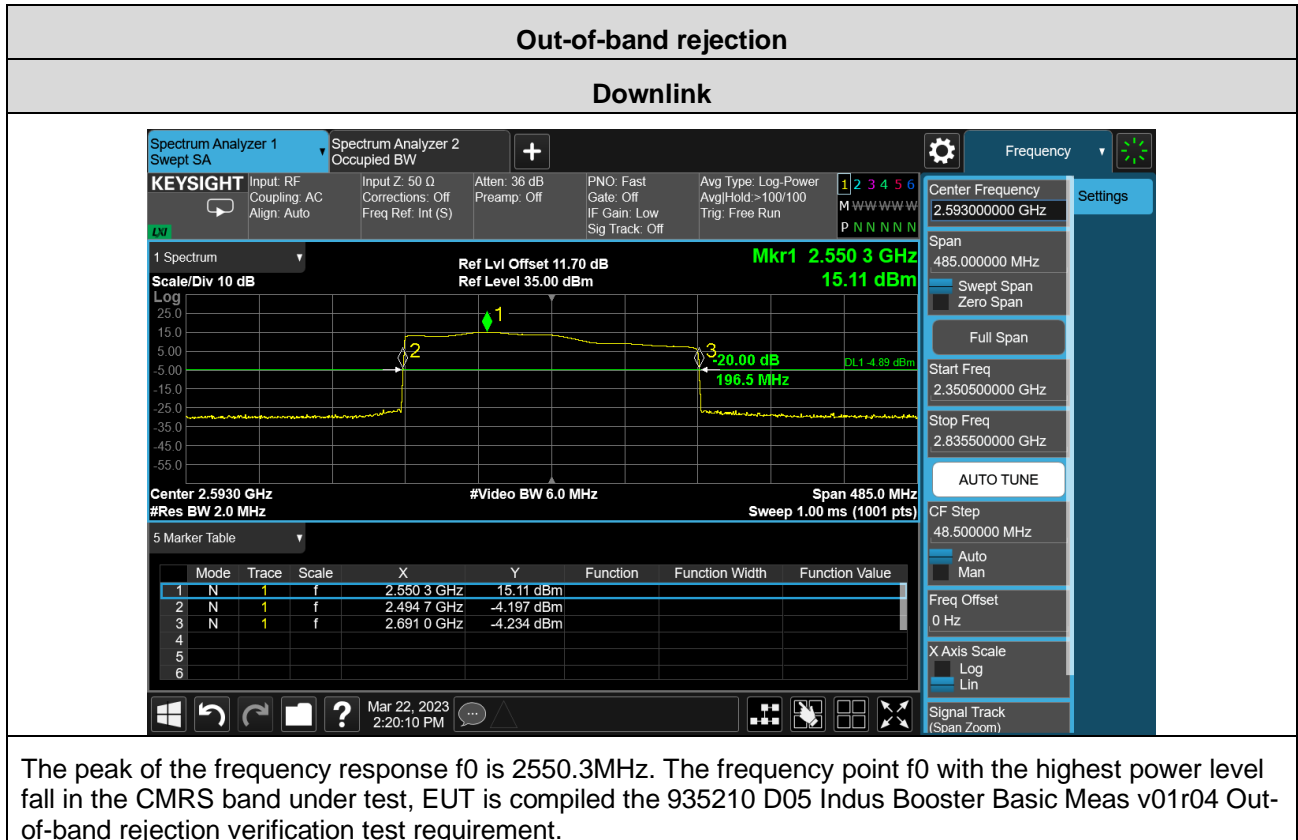 Out-of-band rejection
Downlink
Spectrum Analyzer 1
Swept SA
Spectrum Analyzer 2
Occupied BW
Frequency
KEYSIGHT
LXI
Input: RF
Coupling: AC
Align: Auto
Input Z: 50 Ω
Corrections: Off
Freq Ref: Int (S)
Atten: 36 dB
Preamp: Off
PNO: Fast
Gate: Off
IF Gain: Low
Sig Track: Off
Avg Type: Log-Power
Avg|Hold:>100/100
Trig: Free Run
1 2 3 4 5 6
M W W W W W
P N N N N N
1 Spectrum
Scale/Div 10 dB
Ref Lvl Offset 11.70 dB
Ref Level 35.00 dBm
Mkr1 2.550 3 GHz
15.11 dBm
Log
25.0
15.0
5.00
-5.00
-15.0
-25.0
-35.0
-45.0
-55.0
1
2
3
-20.00 dB
196.5 MHz
DL1 -4.89 dBm
Center 2.5930 GHz
#Video BW 6.0 MHz
Span 485.0 MHz
#Res BW 2.0 MHz
Sweep 1.00 ms (1001 pts)
5 Marker Table
Mode Trace Scale X Y Function Function Width Function Value
1 N 1 f 2.550 3 GHz 15.11 dBm
2 N 1 f 2.494 7 GHz -4.197 dBm
3 N 1 f 2.691 0 GHz -4.234 dBm
4
5
6
Mar 22, 2023
2:20:10 PM
Center Frequency
2.593000000 GHz
Settings
Span
485.000000 MHz
Swept Span
Zero Span
Full Span
Start Freq
2.350500000 GHz
Stop Freq
2.835500000 GHz
AUTO TUNE
CF Step
48.500000 MHz
Auto
Man
Freq Offset
0 Hz
X Axis Scale
Log
Lin
Signal Track
(Span Zoom)
The peak of the frequency response f0 is 2550.3MHz. The frequency point f0 with the highest power level
fall in the CMRS band under test, EUT is compiled the 935210 D05 Indus Booster Basic Meas v01r04 Out-
of-band rejection verification test requirement.